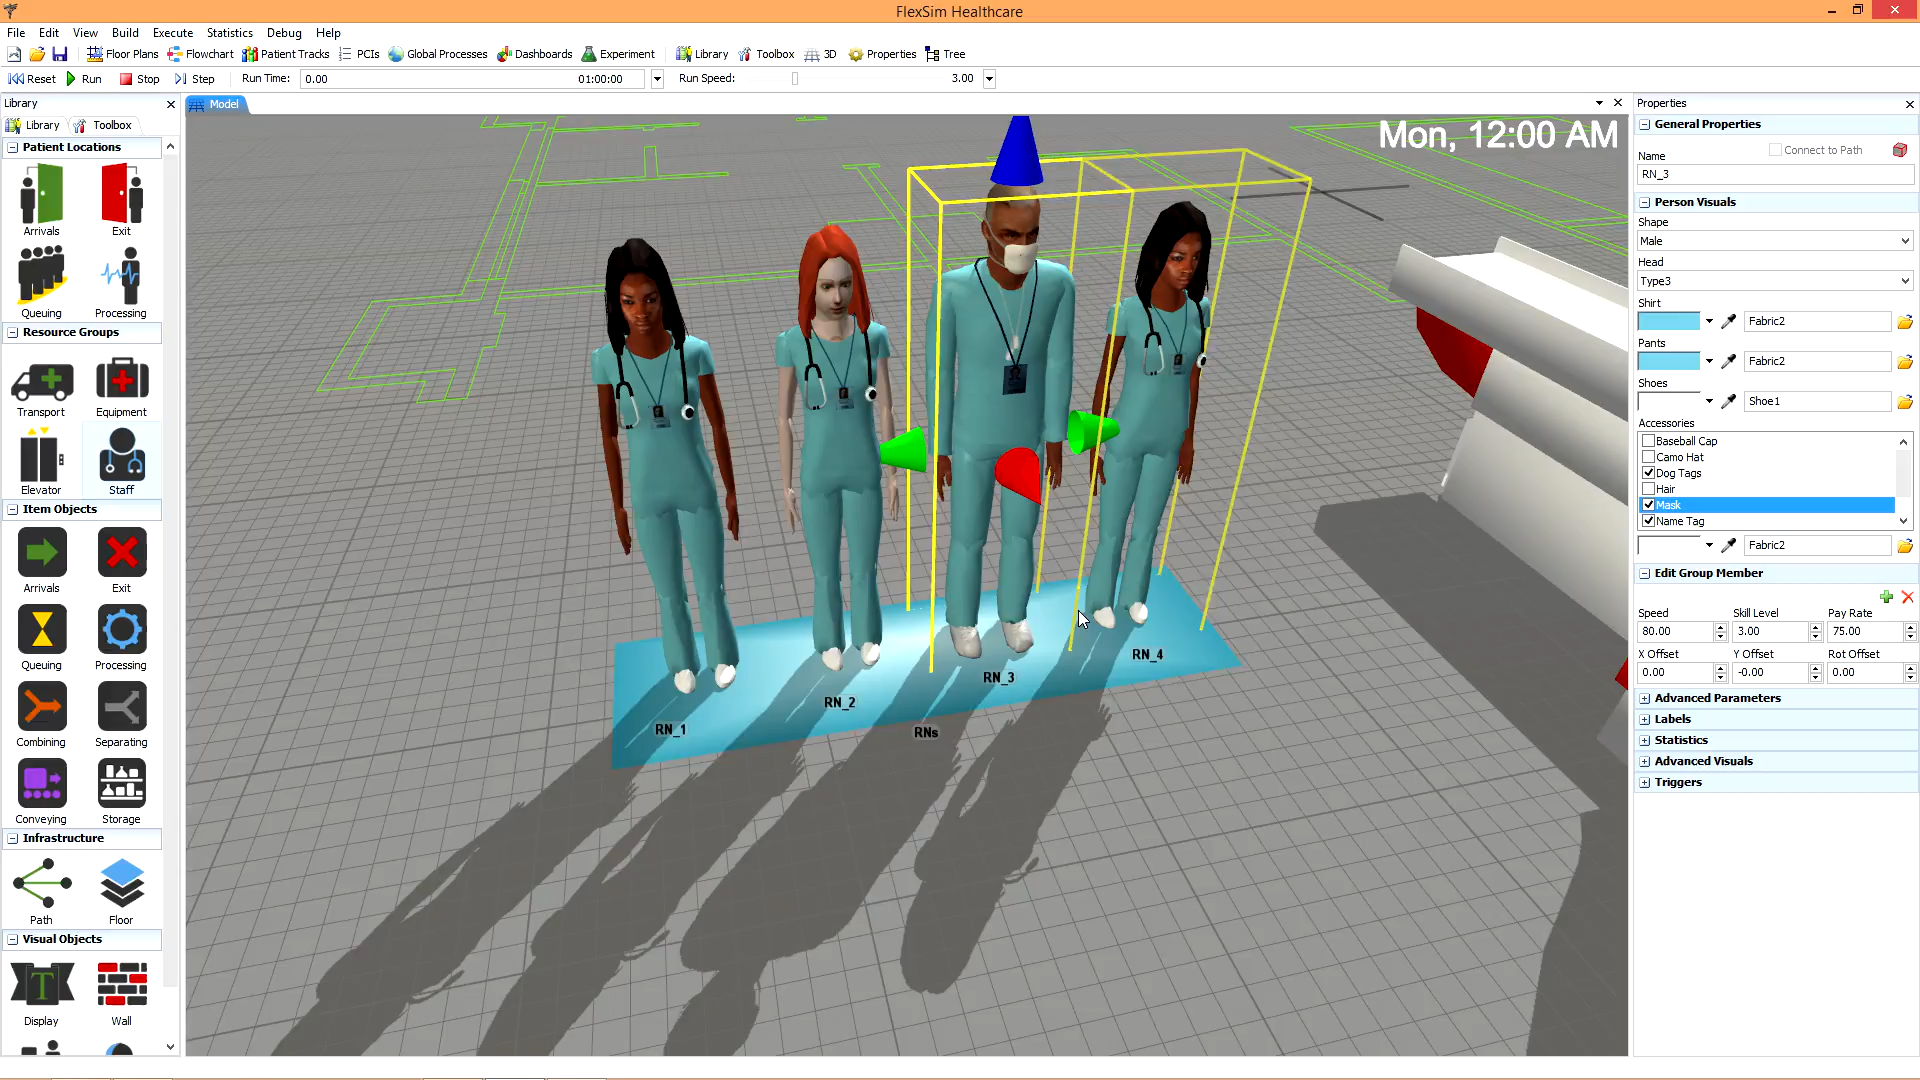 FlexSim Healthcare
File Edit View Build Execute Statistics Debug Help
Floor Plans Flowchart Patient Tracks PCIs Global Processes Dashboards Experiment Library Toolbox 3D Properties Tree
Reset Run Stop Step Run Time: 0.00 01:00:00 Run Speed: 3.00
Library
Library Toolbox
Patient Locations
Arrivals Exit
Queuing Processing
Resource Groups
Transport Equipment
Elevator Staff
Item Objects
Arrivals Exit
Queuing Processing
Combining Separating
Conveying Storage
Infrastructure
Path Floor
Visual Objects
T
Display Wall
Model
Mon, 12:00 AM
RN_1
RN_2
RN_3
RN_4
RNs
Properties
General Properties
Connect to Path
Name
RN_3
Person Visuals
Shape
Male
Head
Type3
Shirt
Fabric2
Pants
Fabric2
Shoes
Shoe1
Accessories
Baseball Cap
Camo Hat
Dog Tags
Hair
Mask
Name Tag
Fabric2
Edit Group Member
Speed Skill Level Pay Rate
80.00 3.00 75.00
X Offset Y Offset Rot Offset
0.00 -0.00 0.00
Advanced Parameters
Labels
Statistics
Advanced Visuals
Triggers